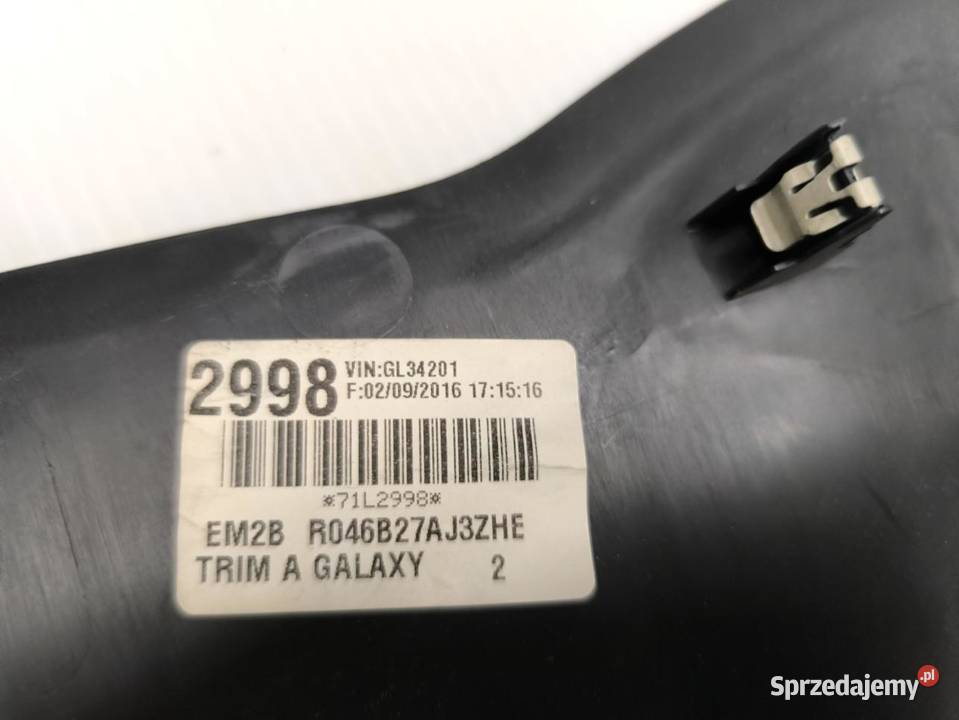 2998
VIN:GL34201
F:02/09/2016 17:15:16
*71L2998*
EM2B R046B27AJ3ZHE
TRIM A GALAXY 2
Sprzedajemy.pl